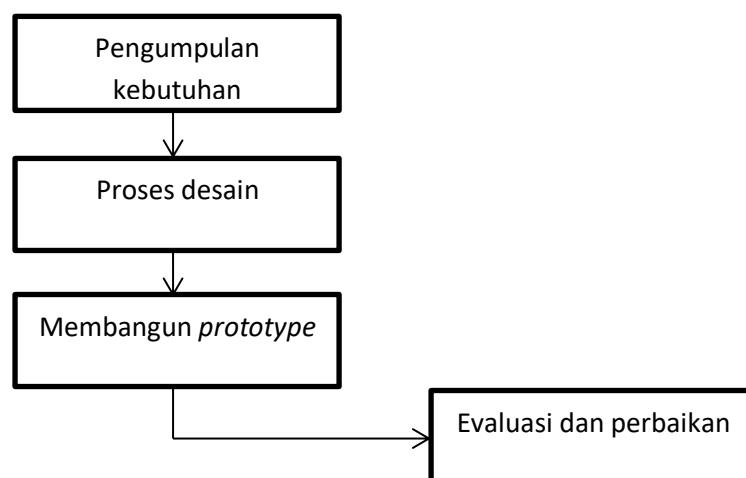 Pengumpulan
kebutuhan
Proses desain
Membangun prototype
Evaluasi dan perbaikan